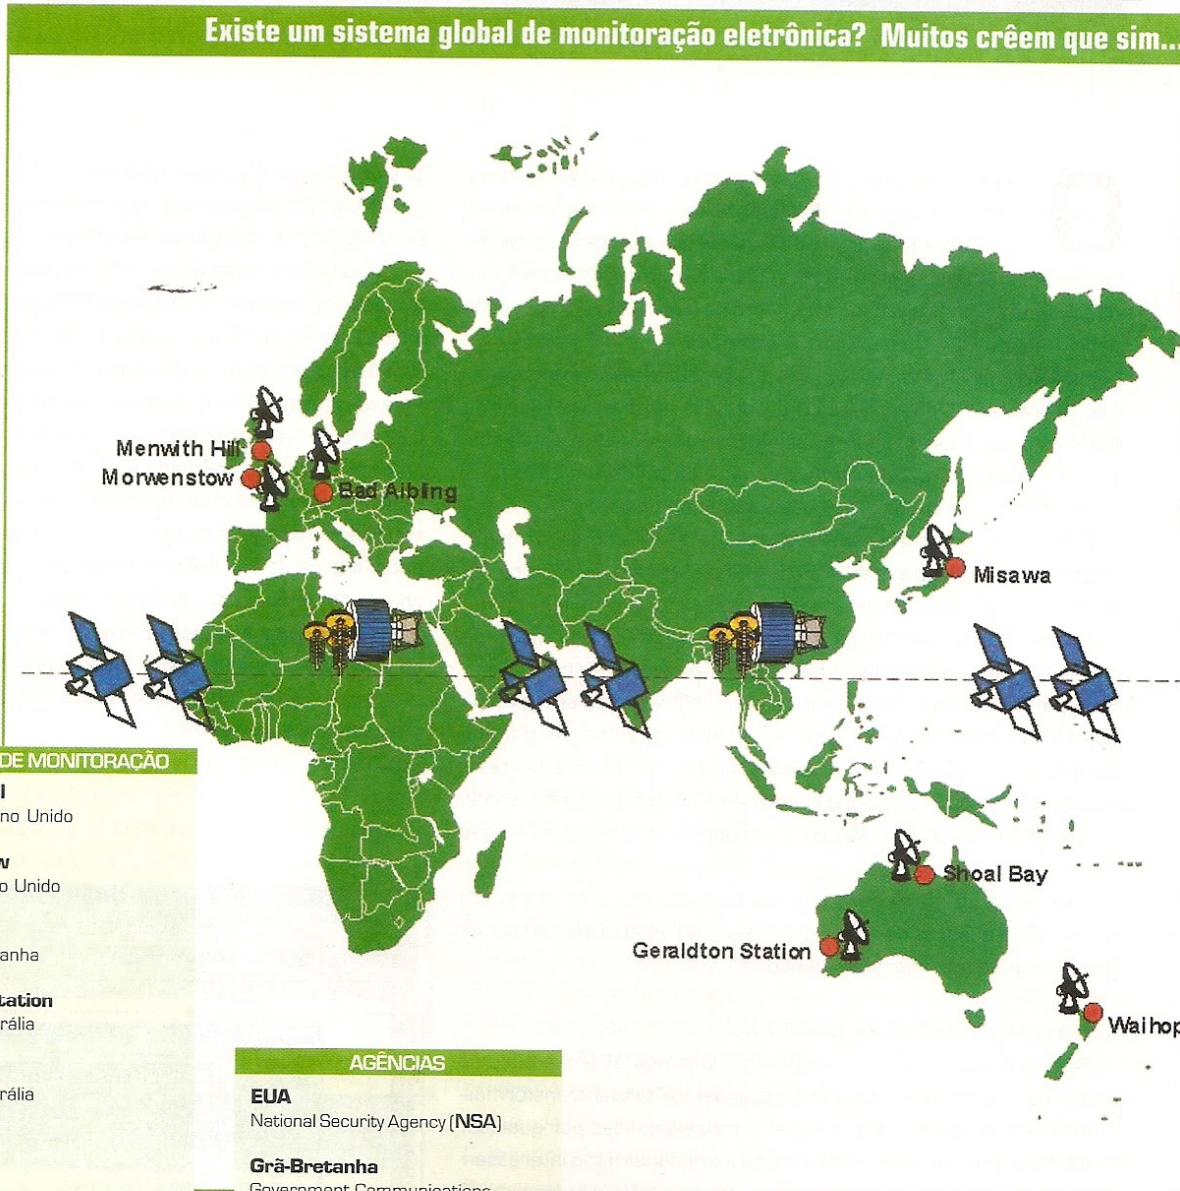 Existe um sistema global de monitoração eletrônica? Muitos crêem que sim...
Menwith Hill
Morwenstow
Bad Aibling
Misawa
Shoal Bay
Geraldton Station
Waihop
DE MONITORAÇÃO
l
no Unido
w
o Unido
anha
tation
rália
rália
AGÊNCIAS
EUA
National Security Agency (NSA)
Grã-Bretanha
Government Communications